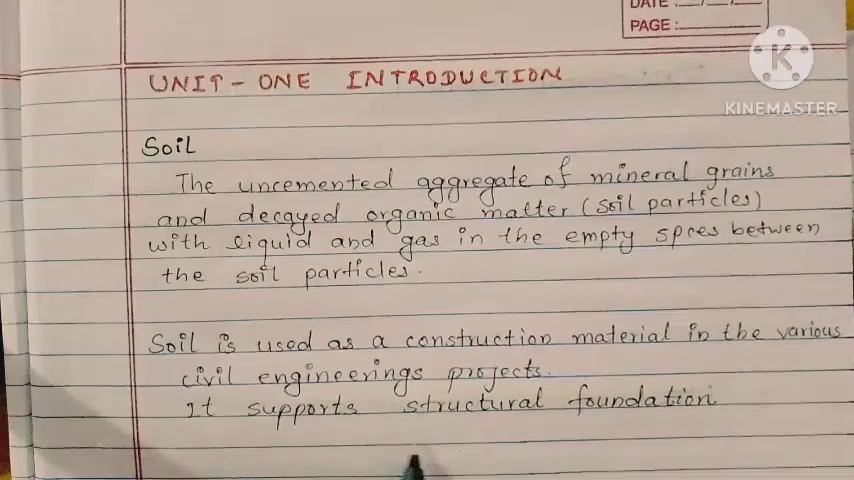 DATE: / /
PAGE:
K
KINEMASTER
UNIT - ONE INTRODUCTION
Soil
The uncemented aggregate of mineral grains
and decayed organic matter (soil particles)
with liquid and gas in the empty spces between
the soil particles.
Soil is used as a construction material in the various
civil engineerings projects.
It supports structural foundation.